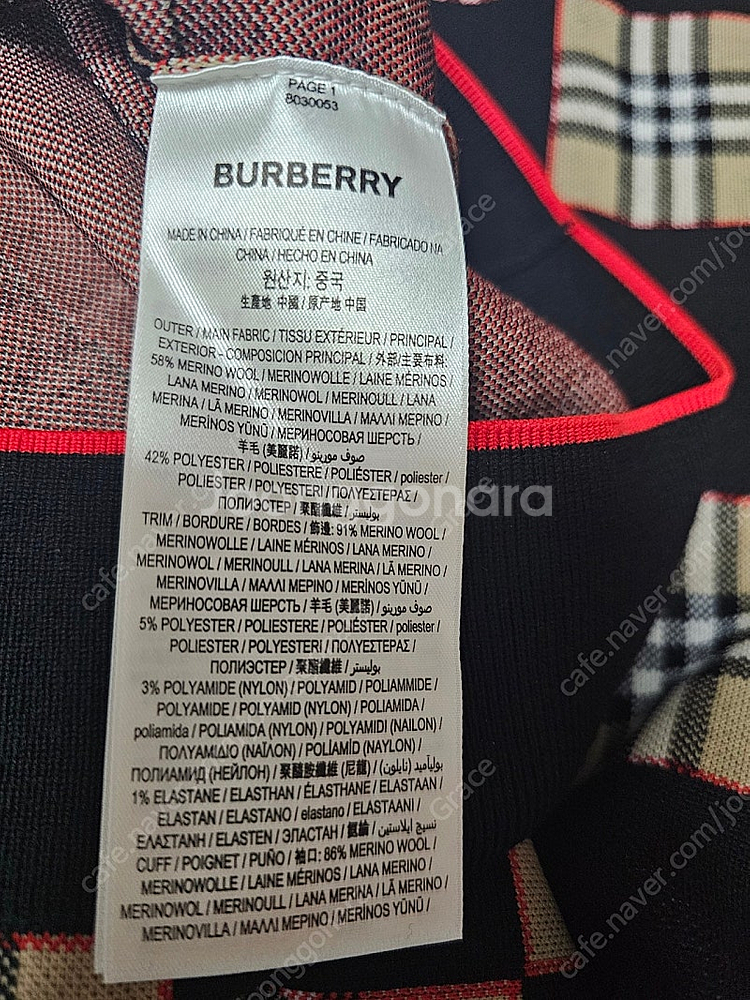 PAGE 1
8030053
BURBERRY
MADE IN CHINA / FABRIQUÉ EN CHINE / FABRICADO NA
CHINA / HECHO EN CHINA
원산지: 중국
生産地 中國 / 原产地 中国
OUTER / MAIN FABRIC / TISSU EXTÉRIEUR / PRINCIPAL /
EXTERIOR - COMPOSICION PRINCIPAL / 外部/主要布料:
58% MERINO WOOL / MERINOWOLLE / LAINE MÉRINOS /
LANA MERINO / MERINOWOL / MERINOULL / LANA
MERINA / LÃ MERINO / MERINOVILLA / ΜΑΛΛΙ ΜΕΡΙΝΟ /
MERİNOS YÜNÜ / МЕРИНОСОВАЯ ШЕРСТЬ /
羊毛 (美麗諾) / صوف مورينو
42% POLYESTER / POLIESTERE / POLIÉSTER / poliester /
POLIESTER / POLYESTERI / ΠΟΛΥΕΣΤΕΡΑΣ /
ПОЛИЭСТЕР / 聚酯纖維 / بوليستر
TRIM / BORDURE / BORDES / 飾邊: 91% MERINO WOOL /
MERINOWOLLE / LAINE MÉRINOS / LANA MERINO /
MERINOWOL / MERINOULL / LANA MERINA / LÃ MERINO /
MERINOVILLA / ΜΑΛΛΙ ΜΕΡΙΝΟ / MERİNOS YÜNÜ /
МЕРИНОСОВАЯ ШЕРСТЬ / 羊毛 (美麗諾) / صوف مورينو
5% POLYESTER / POLIESTERE / POLIÉSTER / poliester /
POLIESTER / POLYESTERI / ΠΟΛΥΕΣΤΕΡΑΣ /
ПОЛИЭСТЕР / 聚酯纖維 / بوليستر
3% POLYAMIDE (NYLON) / POLYAMID / POLIAMMIDE /
POLYAMIDE / POLYAMID (NYLON) / POLIAMIDA /
poliamida / POLIAMIDA (NYLON) / POLYAMIDI (NAILON) /
ΠΟΛΥΑΜΙΔΙΟ (ΝΑΪΛΟΝ) / POLİAMİD (NAYLON) /
ПОЛИАМИД (НЕЙЛОН) / 聚醯胺纖維 (尼龍) / بولياميد (نايلون)
1% ELASTANE / ELASTHAN / ÉLASTHANE / ELASTAAN /
ELASTAN / ELASTANO / elastano / ELASTAANI /
ΕΛΑΣΤΑΝΗ / ELASTEN / ЭЛАСТАН / نسيج ايلاستين
CUFF / POIGNET / PUÑO / 袖口: 86% MERINO WOOL /
MERINOWOLLE / LAINE MÉRINOS / LANA MERINO /
MERINOWOL / MERINOULL / LANA MERINA / LÃ MERINO /
MERINOVILLA / ΜΑΛΛΙ ΜΕΡΙΝΟ / MERİNOS YÜNÜ /
Joonggonara
cafe.naver.com/joonggonara
Grace